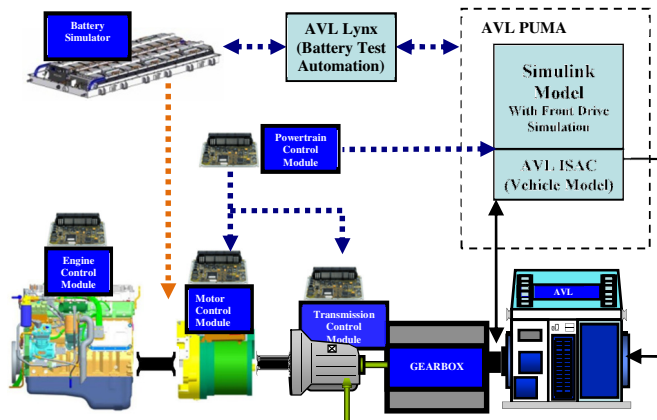 Battery
Simulator
AVL Lynx
(Battery Test
Automation)
AVL PUMA
Simulink
Model
With Front Drive
Simulation
AVL ISAC
(Vehicle Model)
Powertrain
Control
Module
Engine
Control
Module
Motor
Control
Module
Transmission
Control
Module
GEARBOX
AVL